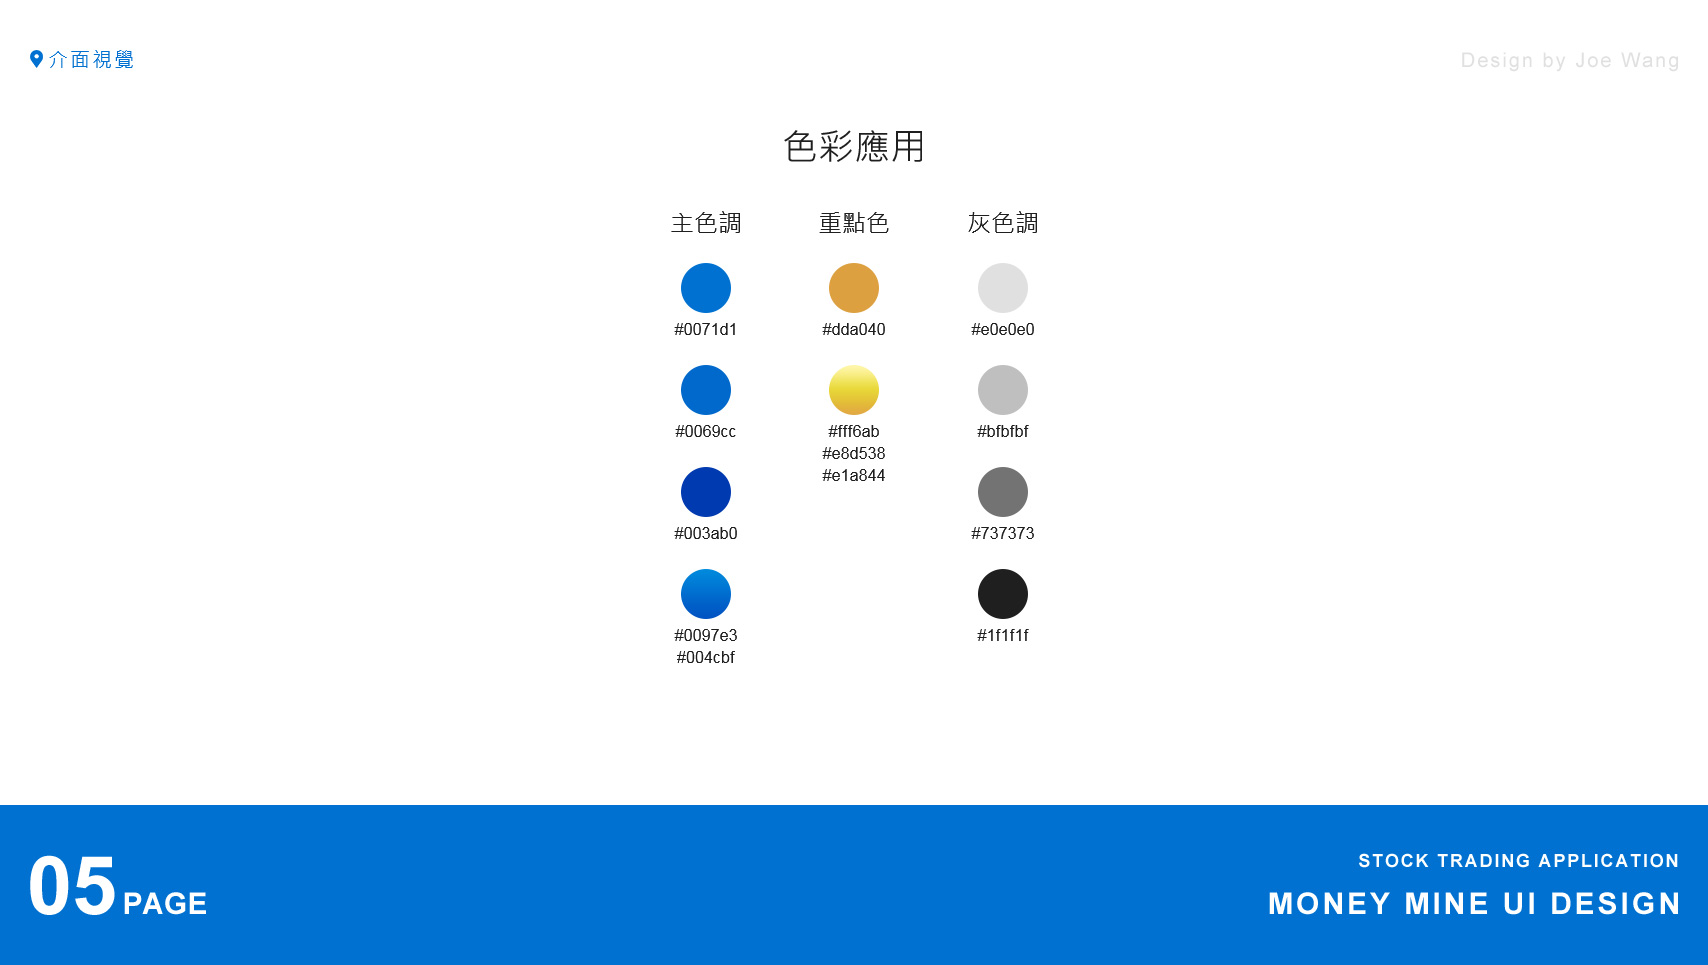 介面視覺
Design by Joe Wang
色彩應用
主色調
#0071d1
#0069cc
#003ab0
#0097e3
#004cbf
重點色
#dda040
#fff6ab
#e8d538
#e1a844
灰色調
#e0e0e0
#bfbfbf
#737373
#1f1f1f
05 PAGE
STOCK TRADING APPLICATION
MONEY MINE UI DESIGN